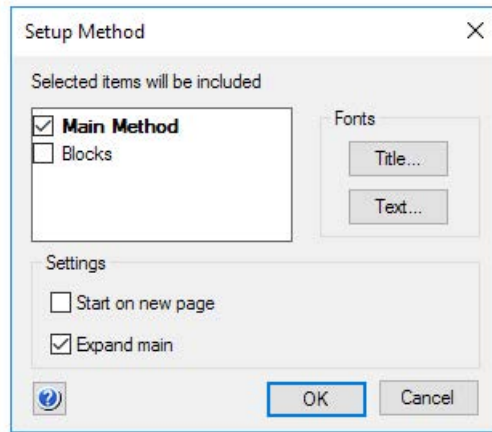 Setup Method
Selected items will be included
Main Method
Blocks
Fonts
Title...
Text...
Settings
Start on new page
Expand main
OK
Cancel